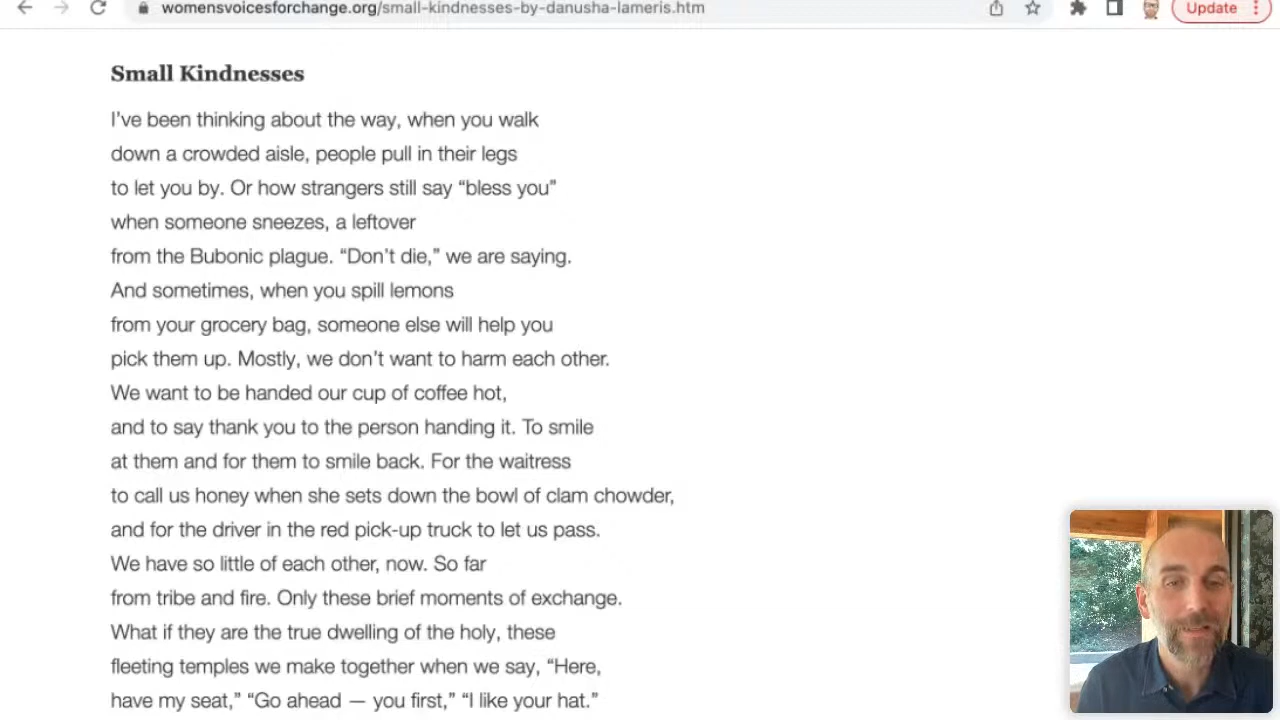 womensvoicesforchange.org/small-kindnesses-by-danusha-lameris.htm
Update
Small Kindnesses
I've been thinking about the way, when you walk
down a crowded aisle, people pull in their legs
to let you by. Or how strangers still say “bless you”
when someone sneezes, a leftover
from the Bubonic plague. “Don't die,” we are saying.
And sometimes, when you spill lemons
from your grocery bag, someone else will help you
pick them up. Mostly, we don't want to harm each other.
We want to be handed our cup of coffee hot,
and to say thank you to the person handing it. To smile
at them and for them to smile back. For the waitress
to call us honey when she sets down the bowl of clam chowder,
and for the driver in the red pick-up truck to let us pass.
We have so little of each other, now. So far
from tribe and fire. Only these brief moments of exchange.
What if they are the true dwelling of the holy, these
fleeting temples we make together when we say, “Here,
have my seat,” “Go ahead — you first,” “I like your hat.”